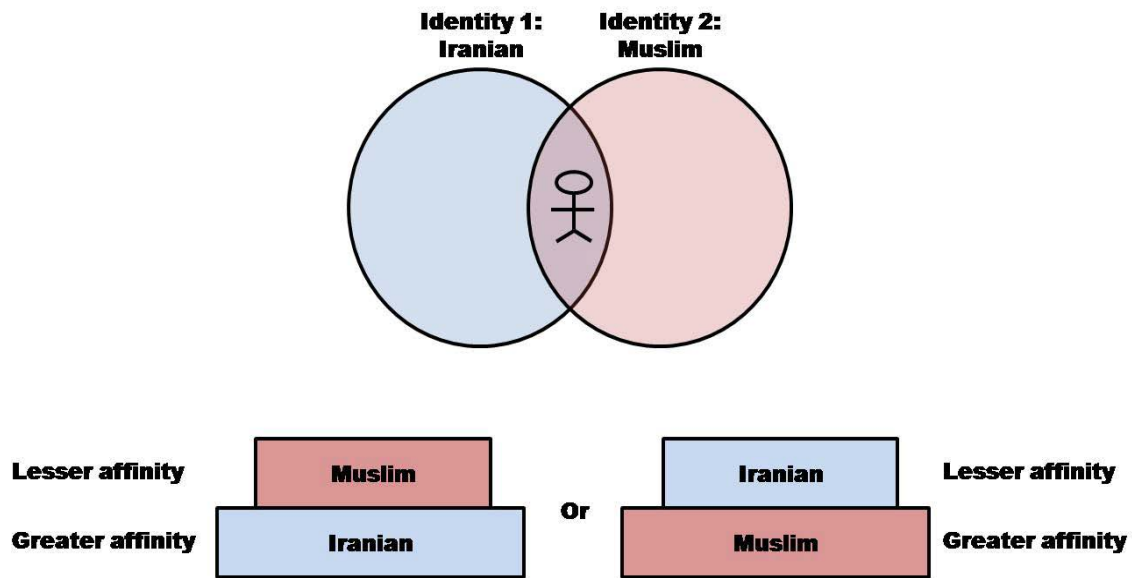 Identity 1:
Iranian
Identity 2:
Muslim
Lesser affinity
Muslim
Greater affinity
Iranian
Or
Iranian
Lesser affinity
Muslim
Greater affinity